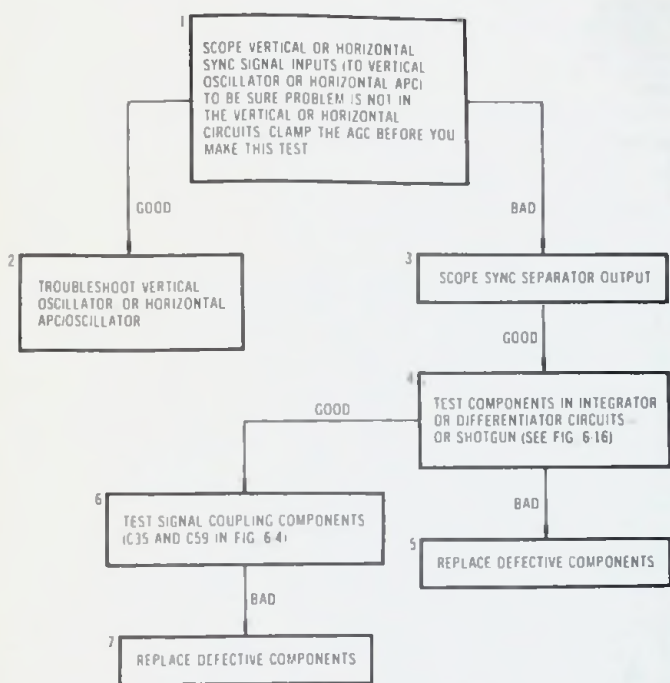 1
SCOPE VERTICAL OR HORIZONTAL
SYNC SIGNAL INPUTS (TO VERTICAL
OSCILLATOR OR HORIZONTAL APC)
TO BE SURE PROBLEM IS NOT IN
THE VERTICAL OR HORIZONTAL
CIRCUITS. CLAMP THE AGC BEFORE YOU
MAKE THIS TEST
GOOD
BAD
2
TROUBLESHOOT VERTICAL
OSCILLATOR OR HORIZONTAL
APC/OSCILLATOR
3
SCOPE SYNC SEPARATOR OUTPUT
GOOD
4
TEST COMPONENTS IN INTEGRATOR
OR DIFFERENTIATOR CIRCUITS
OR SHOTGUN (SEE FIG 6-16)
GOOD
BAD
6
TEST SIGNAL COUPLING COMPONENTS
(C35 AND C59 IN FIG 6-4)
5
REPLACE DEFECTIVE COMPONENTS
BAD
7
REPLACE DEFECTIVE COMPONENTS